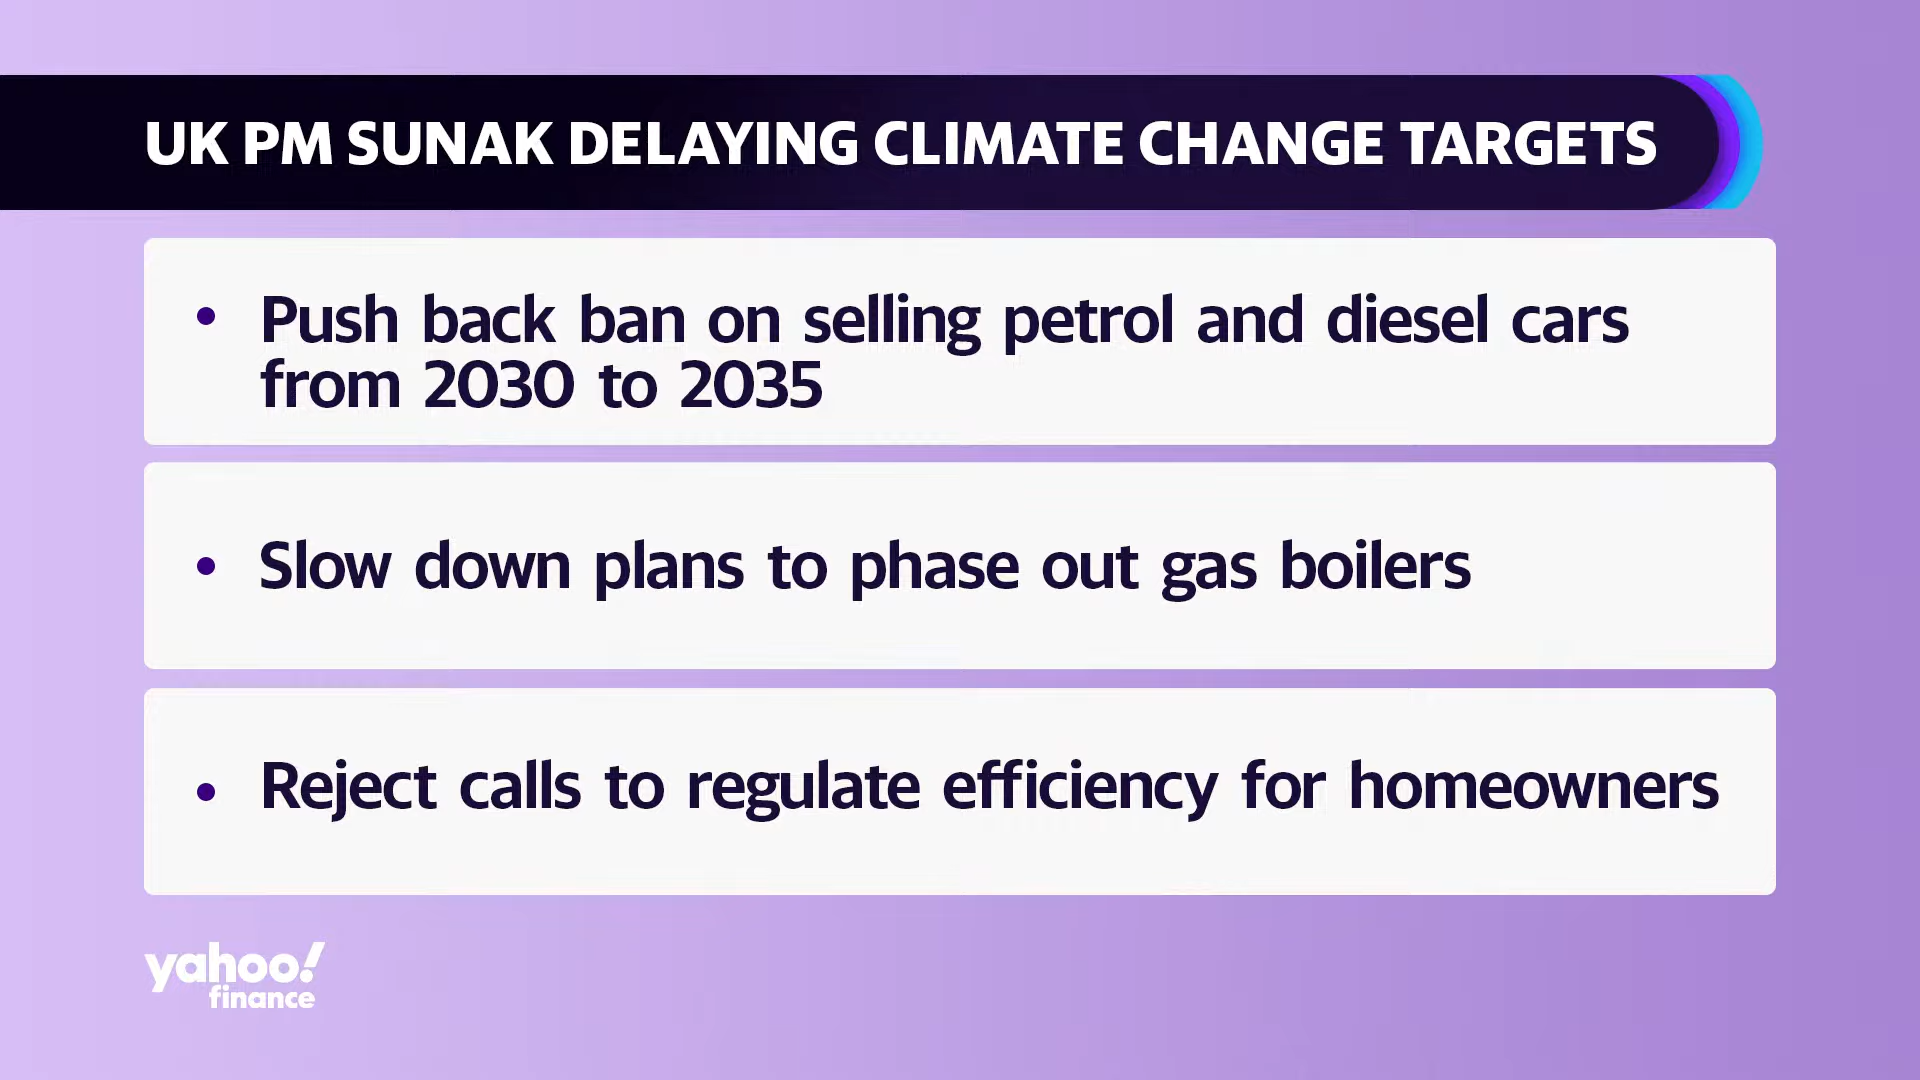 UK PM SUNAK DELAYING CLIMATE CHANGE TARGETS
• Push back ban on selling petrol and diesel cars
from 2030 to 2035
• Slow down plans to phase out gas boilers
• Reject calls to regulate efficiency for homeowners
yahoo!
finance